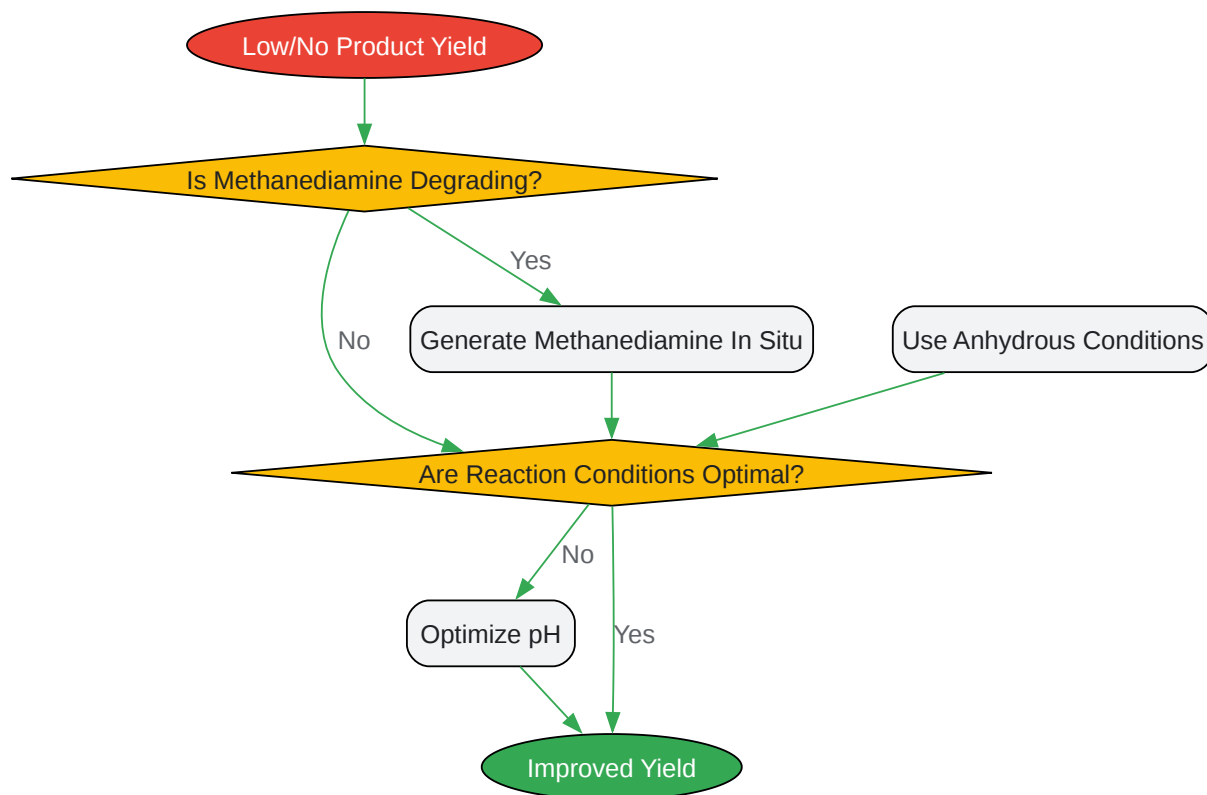 Low/No Product Yield
Is Methanediamine Degrading?
Yes
No
Generate Methanediamine In Situ
Use Anhydrous Conditions
Are Reaction Conditions Optimal?
No
Optimize pH
Yes
Improved Yield